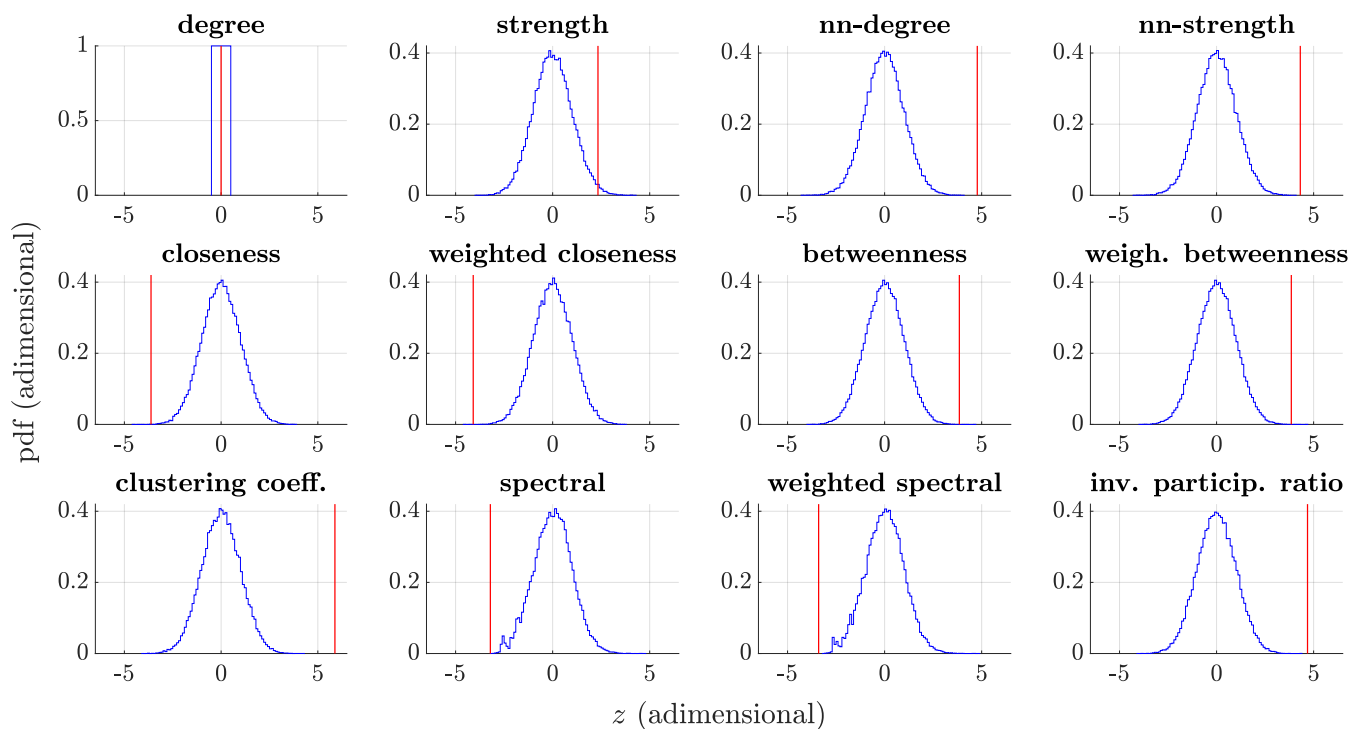 degree strength nn-degree nn-strength
1 0.4 0.4 0.4
0.5 0.2 0.2 0.2
0 0 0 0
-5 0 5 -5 0 5 -5 0 5 -5 0 5
closeness weighted closeness betweenness weigh. betweenness
0.4 0.4 0.4 0.4
0.2 0.2 0.2 0.2
0 0 0 0
-5 0 5 -5 0 5 -5 0 5 -5 0 5
clustering coeff. spectral weighted spectral inv. particip. ratio
0.4 0.4 0.4 0.4
0.2 0.2 0.2 0.2
0 0 0 0
-5 0 5 -5 0 5 -5 0 5 -5 0 5
pdf (adimensional)
z (adimensional)